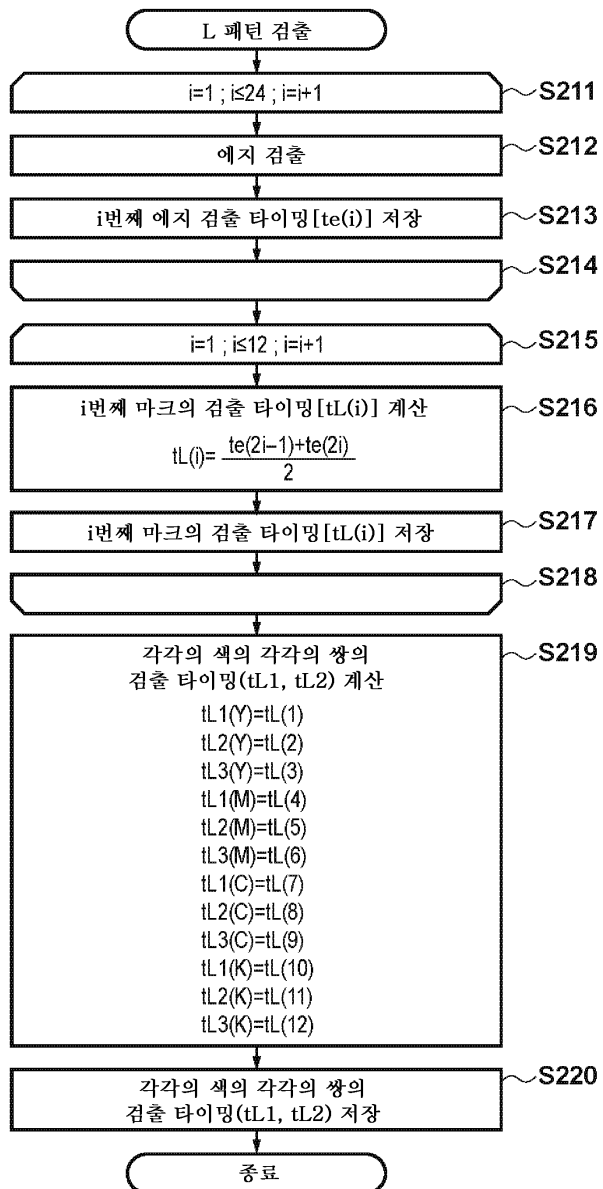 L 패턴 검출
i=1 ; i≤24 ; i=i+1
S211
에지 검출
S212
i번째 에지 검출 타이밍[te(i)] 저장
S213
S214
i=1 ; i≤12 ; i=i+1
S215
i번째 마크의 검출 타이밍[tL(i)] 계산
S216
tL(i)= te(2i–1)+te(2i)
2
i번째 마크의 검출 타이밍[tL(i)] 저장
S217
S218
각각의 색의 각각의 쌍의
S219
검출 타이밍(tL1, tL2) 계산
tL1(Y)=tL(1)
tL2(Y)=tL(2)
tL3(Y)=tL(3)
tL1(M)=tL(4)
tL2(M)=tL(5)
tL3(M)=tL(6)
tL1(C)=tL(7)
tL2(C)=tL(8)
tL3(C)=tL(9)
tL1(K)=tL(10)
tL2(K)=tL(11)
tL3(K)=tL(12)
각각의 색의 각각의 쌍의
S220
검출 타이밍(tL1, tL2) 저장
종료